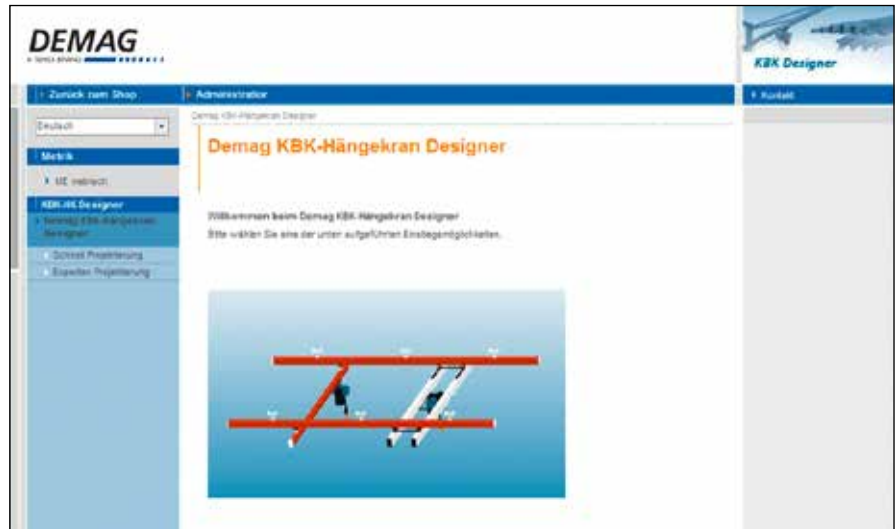 DEMAG
KBK Designer
Zurück zum Shop
Administrator
Kontakt
Deutsch
Demag KBK-Hängekran Designer
Demag KBK-Hängekran Designer
Metrik
ME metrisch
KBK-HK Designer
Demag KBK-Hängekran
Designer
Willkommen beim Demag KBK-Hängekran Designer
Bitte wählen Sie eine der unten aufgeführten Einstiegsmöglichkeiten.
Schnell Projektierung
Experten Projektierung